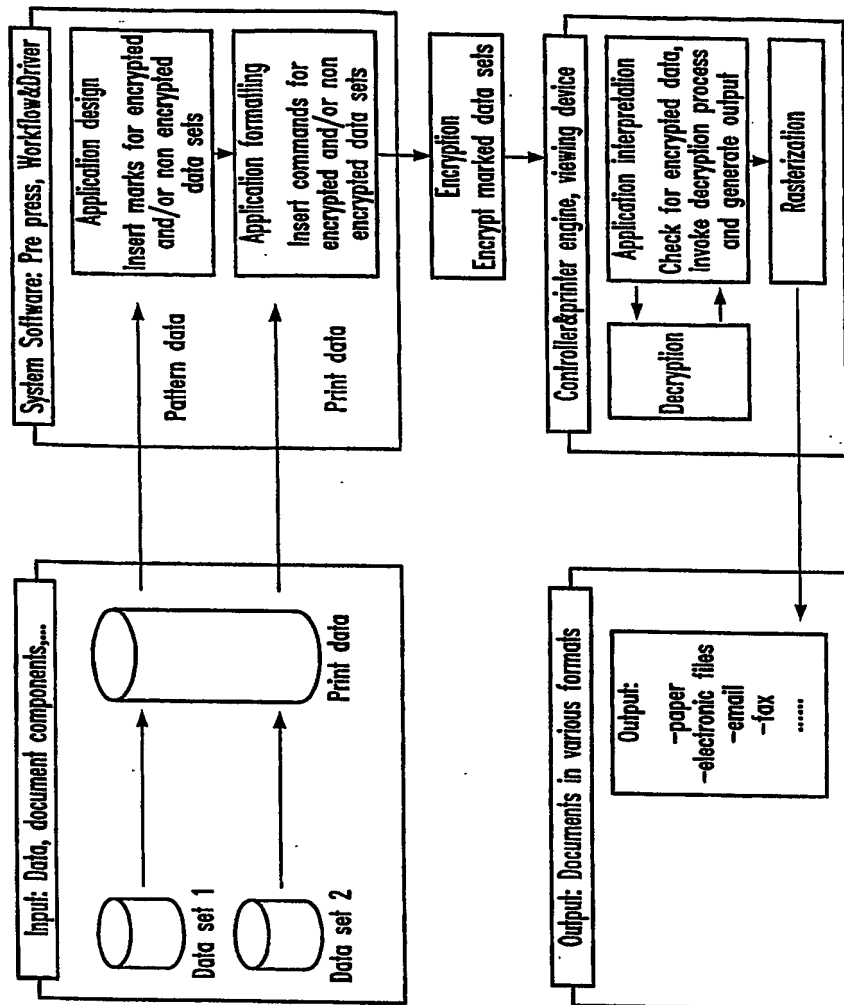 Input: Data, document components,...
Data set 1
Data set 2
Print data
System Software: Pre press, Workflow&Driver
Pattern data
Print data
Application design
Insert marks for encrypted
and/or non encrypted
data sets
Application formatting
Insert commands for
encrypted and/or non
encrypted data sets
Encryption
Encrypt marked data sets
Controller&printer engine, viewing device
Decryption
Application interpretation
Check for encrypted data,
invoke decryption process
and generate output
Rasterization
Output: Documents in various formats
Output:
-paper
-electronic files
-email
-fax
......